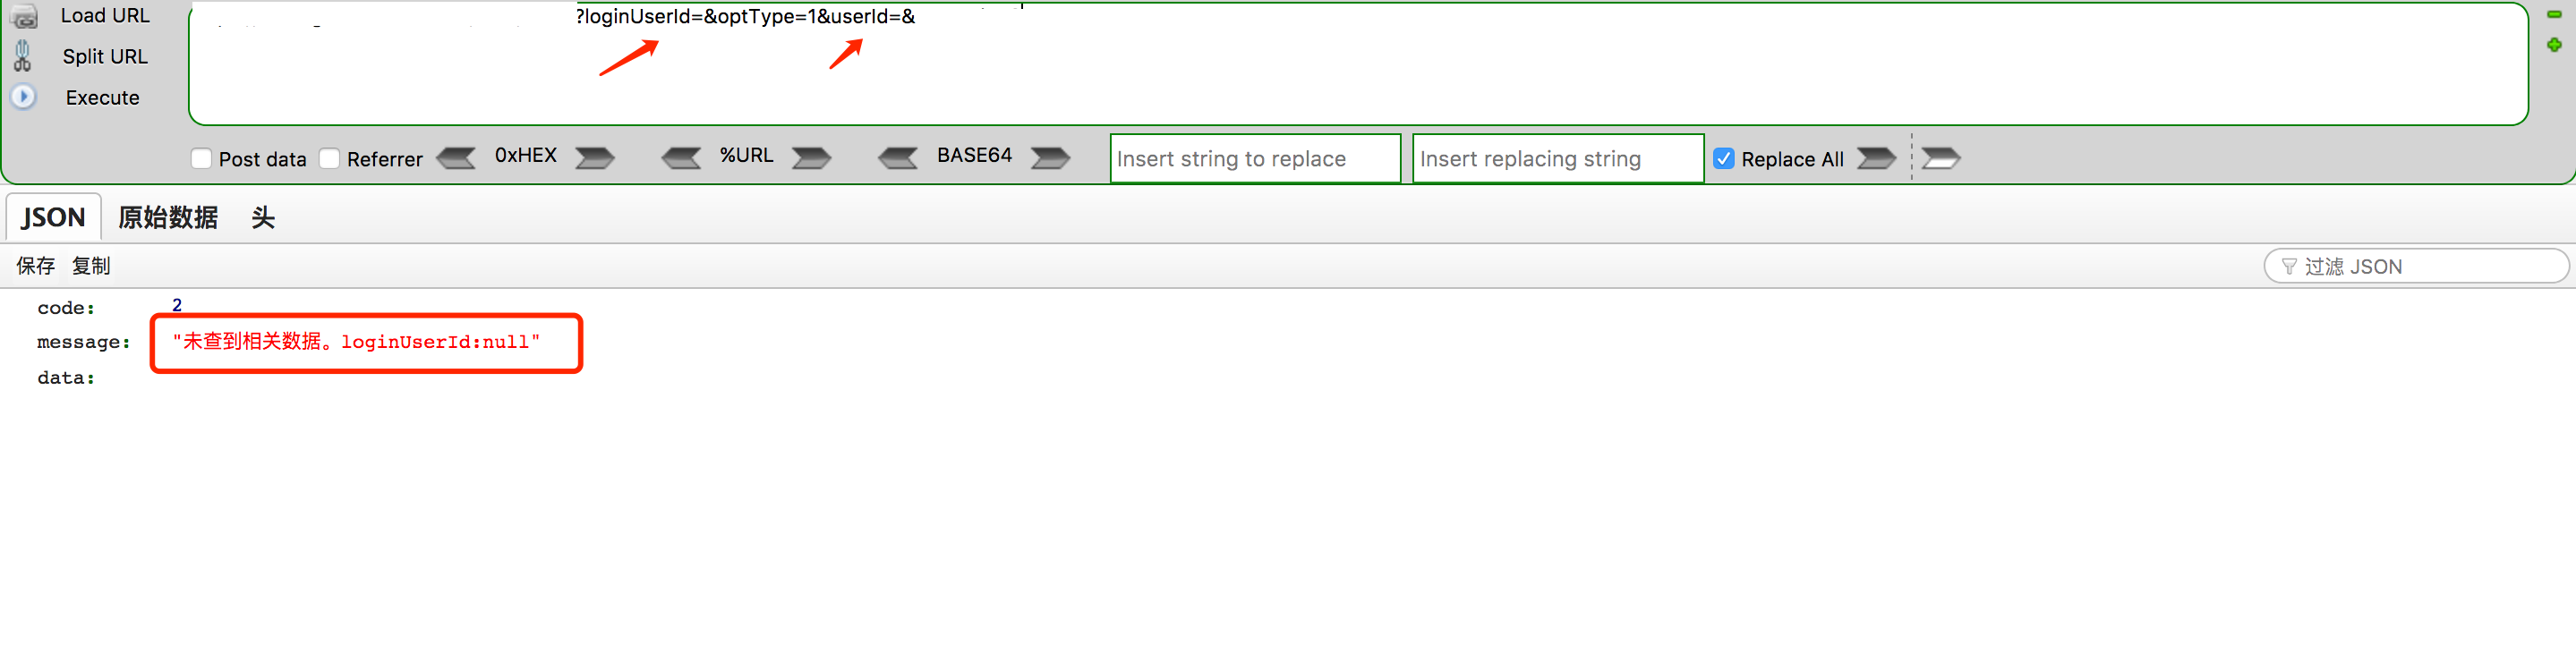 Load URL
?loginUserId=&optType=1&userId=&
Split URL
Execute
Post data Referrer 0xHEX %URL BASE64 Insert string to replace Insert replacing string Replace All
JSON 原始数据 头
保存 复制 过滤 JSON
code: 2
message: "未查到相关数据。loginUserId:null"
data: